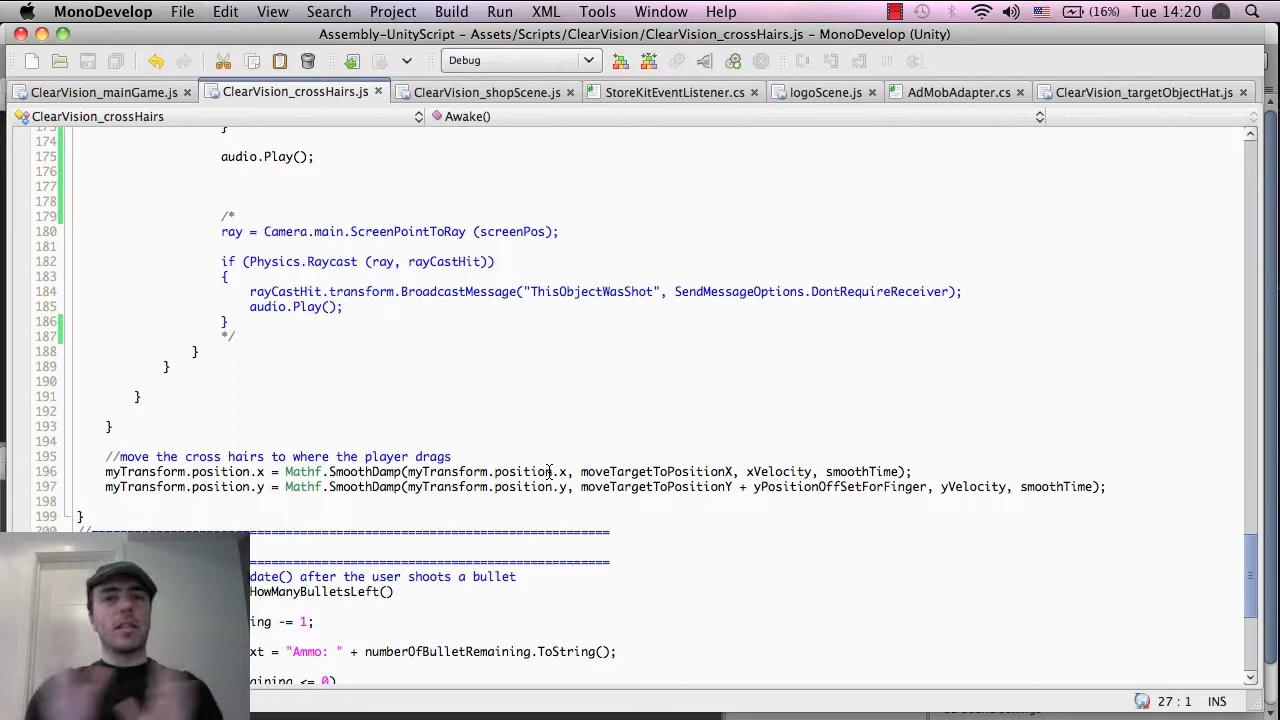 MonoDevelop File Edit View Search Project Build Run XML Tools Window Help (16%) Tue 14:20
Assembly-UnityScript - Assets/Scripts/ClearVision/ClearVision_crossHairs.js - MonoDevelop (Unity)
Debug
ClearVision_mainGame.js × ClearVision_crossHairs.js × ClearVision_shopScene.js × StoreKitEventListener.cs × logoScene.js × AdMobAdapter.cs × ClearVision_targetObjectHat.js ×
ClearVision_crossHairs Awake()
173 }
174
175 audio.Play();
176
177
178
179 /*
180 ray = Camera.main.ScreenPointToRay (screenPos);
181
182 if (Physics.Raycast (ray, rayCastHit))
183 {
184 rayCastHit.transform.BroadcastMessage("ThisObjectWasShot", SendMessageOptions.DontRequireReceiver);
185 audio.Play();
186 }
187 */
188 }
189 }
190
191 }
192
193 }
194
195 //move the cross hairs to where the player drags
196 myTransform.position.x = Mathf.SmoothDamp(myTransform.position.x, moveTargetToPositionX, xVelocity, smoothTime);
197 myTransform.position.y = Mathf.SmoothDamp(myTransform.position.y, moveTargetToPositionY + yPositionOffSetForFinger, yVelocity, smoothTime);
198
199 }
200 //========================================================================
====================================================
date() after the user shoots a bullet
HowManyBulletsLeft()
ing -= 1;
xt = "Ammo: " + numberOfBulletRemaining.ToString();
aining <= 0)
27 : 1 INS